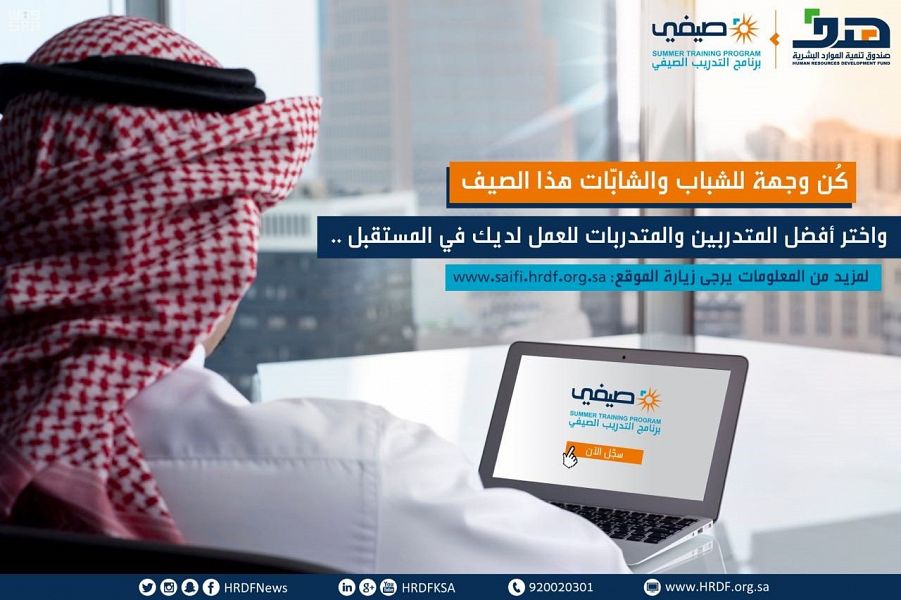 هدف
صندوق تنمية الموارد البشرية
HUMAN RESOURCES DEVELOPMENT FUND
صيفي
SUMMER TRAINING PROGRAM
برنامج التدريب الصيفي
كُن وجهة للشباب والشابّات هذا الصيف
واختر أفضل المتدربين والمتدربات للعمل لديك في المستقبل ..
لمزيد من المعلومات يرجى زيارة الموقع: www.saifi.hrdf.org.sa
صيفي
SUMMER TRAINING PROGRAM
برنامج التدريب الصيفي
سجّل الآن
HRDFNews HRDFKSA 920020301 www.HRDF.org.sa